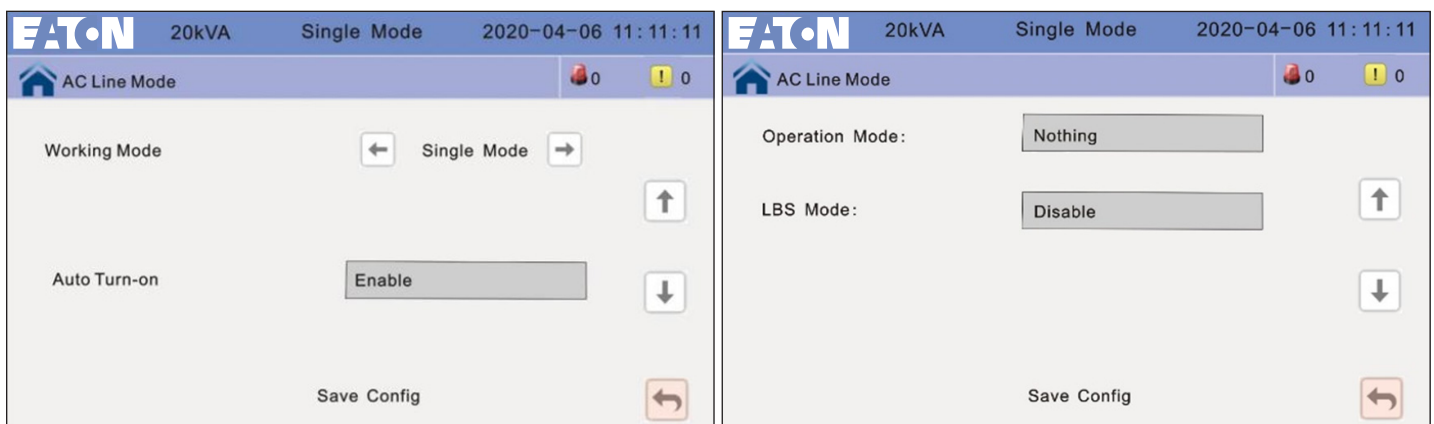 EATON 20kVA Single Mode 2020-04-06 11:11:11
AC Line Mode 0 ! 0
Working Mode Single Mode
Auto Turn-on Enable
Save Config
EATON 20kVA Single Mode 2020-04-06 11:11:11
AC Line Mode 0 ! 0
Operation Mode: Nothing
LBS Mode: Disable
Save Config